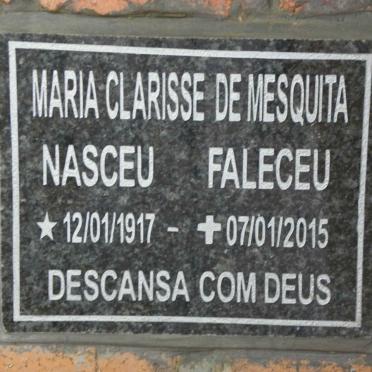 MARIA CLARISSE DE MESQUITA
NASCEU FALECEU
★ 12/01/1917 - ✝ 07/01/2015
DESCANSA COM DEUS